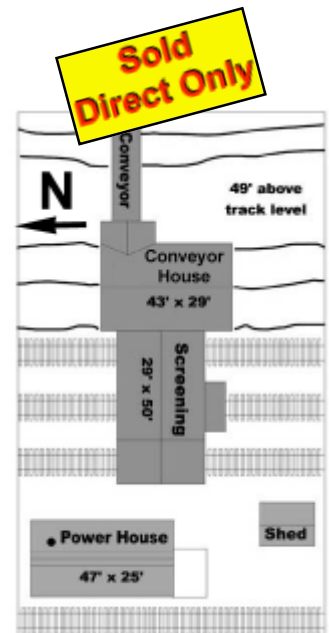 Sold
Direct Only
Conveyor
N
49' above
track level
Conveyor
House
43' x 29'
Screening
29' x 50'
Power House
47' x 25'
Shed